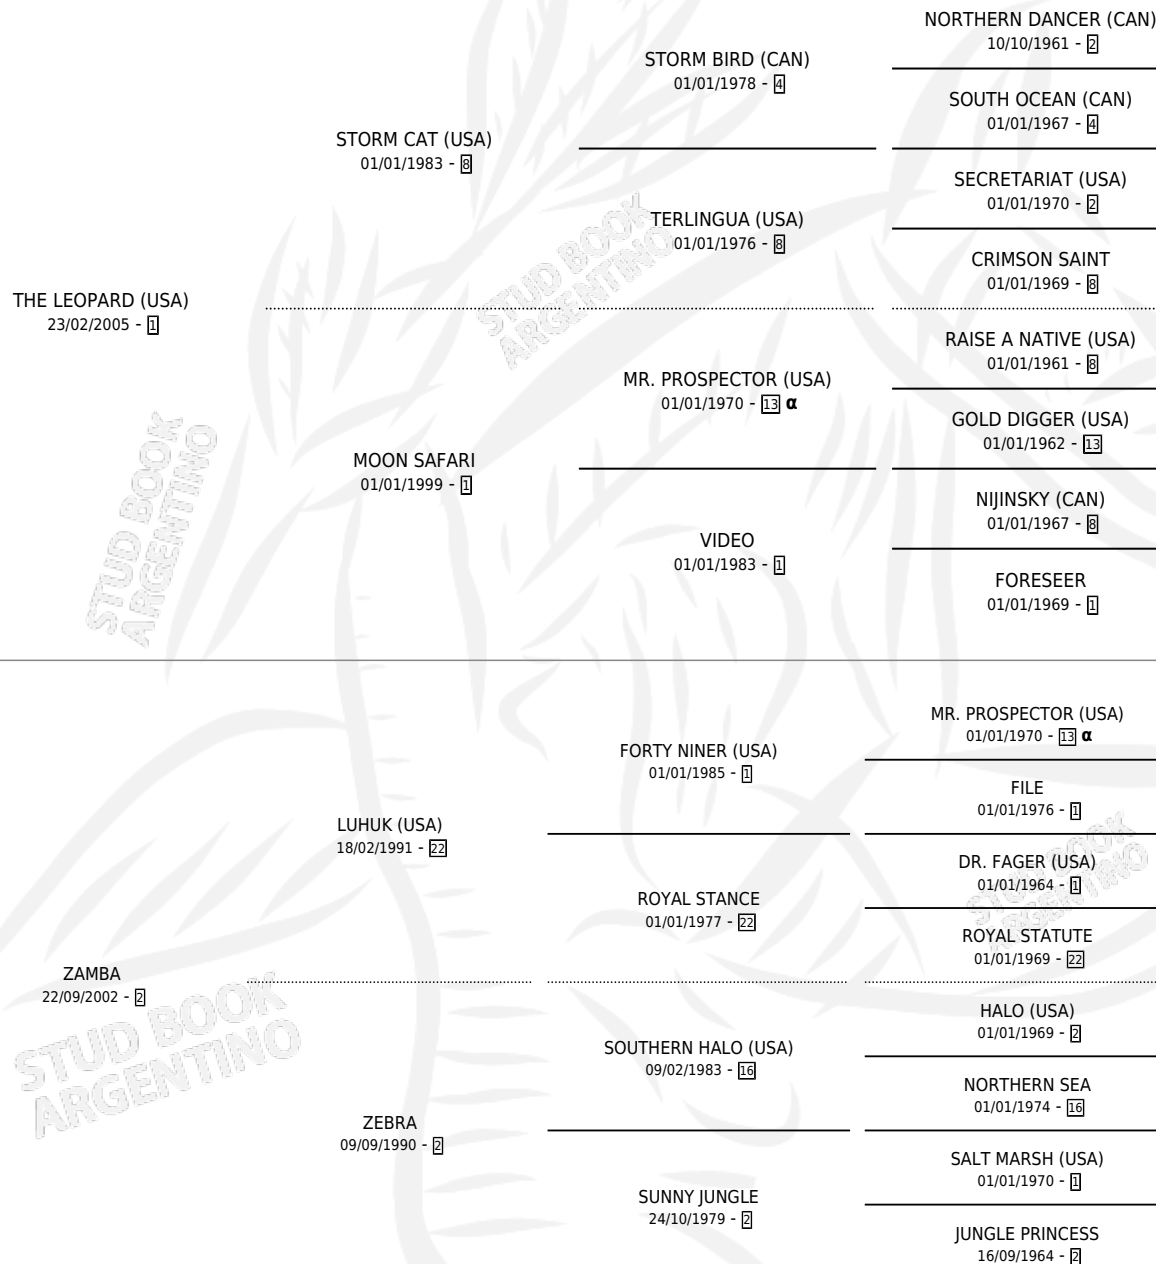 NORTHERN DANCER (CAN)
10/10/1961 - 2
STORM BIRD (CAN)
01/01/1978 - 4
SOUTH OCEAN (CAN)
01/01/1967 - 4
STORM CAT (USA)
01/01/1983 - 8
SECRETARIAT (USA)
01/01/1970 - 2
TERLINGUA (USA)
01/01/1976 - 8
CRIMSON SAINT
01/01/1969 - 8
THE LEOPARD (USA)
23/02/2005 - 1
RAISE A NATIVE (USA)
01/01/1961 - 8
MR. PROSPECTOR (USA)
01/01/1970 - 13 α
GOLD DIGGER (USA)
01/01/1962 - 13
MOON SAFARI
01/01/1999 - 1
NIJINSKY (CAN)
01/01/1967 - 8
VIDEO
01/01/1983 - 1
FORESEER
01/01/1969 - 1
MR. PROSPECTOR (USA)
01/01/1970 - 13 α
FORTY NINER (USA)
01/01/1985 - 1
FILE
01/01/1976 - 1
LUHUK (USA)
18/02/1991 - 22
DR. FAGER (USA)
01/01/1964 - 1
ROYAL STANCE
01/01/1977 - 22
ROYAL STATUTE
01/01/1969 - 22
ZAMBA
22/09/2002 - 2
HALO (USA)
01/01/1969 - 2
SOUTHERN HALO (USA)
09/02/1983 - 16
NORTHERN SEA
01/01/1974 - 16
ZEBRA
09/09/1990 - 2
SALT MARSH (USA)
01/01/1970 - 1
SUNNY JUNGLE
24/10/1979 - 2
JUNGLE PRINCESS
16/09/1964 - 2
STUD BOOK
ARGENTINO
STUD BOOK
ARGENTINO
STUD BOOK
ARGENTINO
STUD BOOK
ARGENTINO